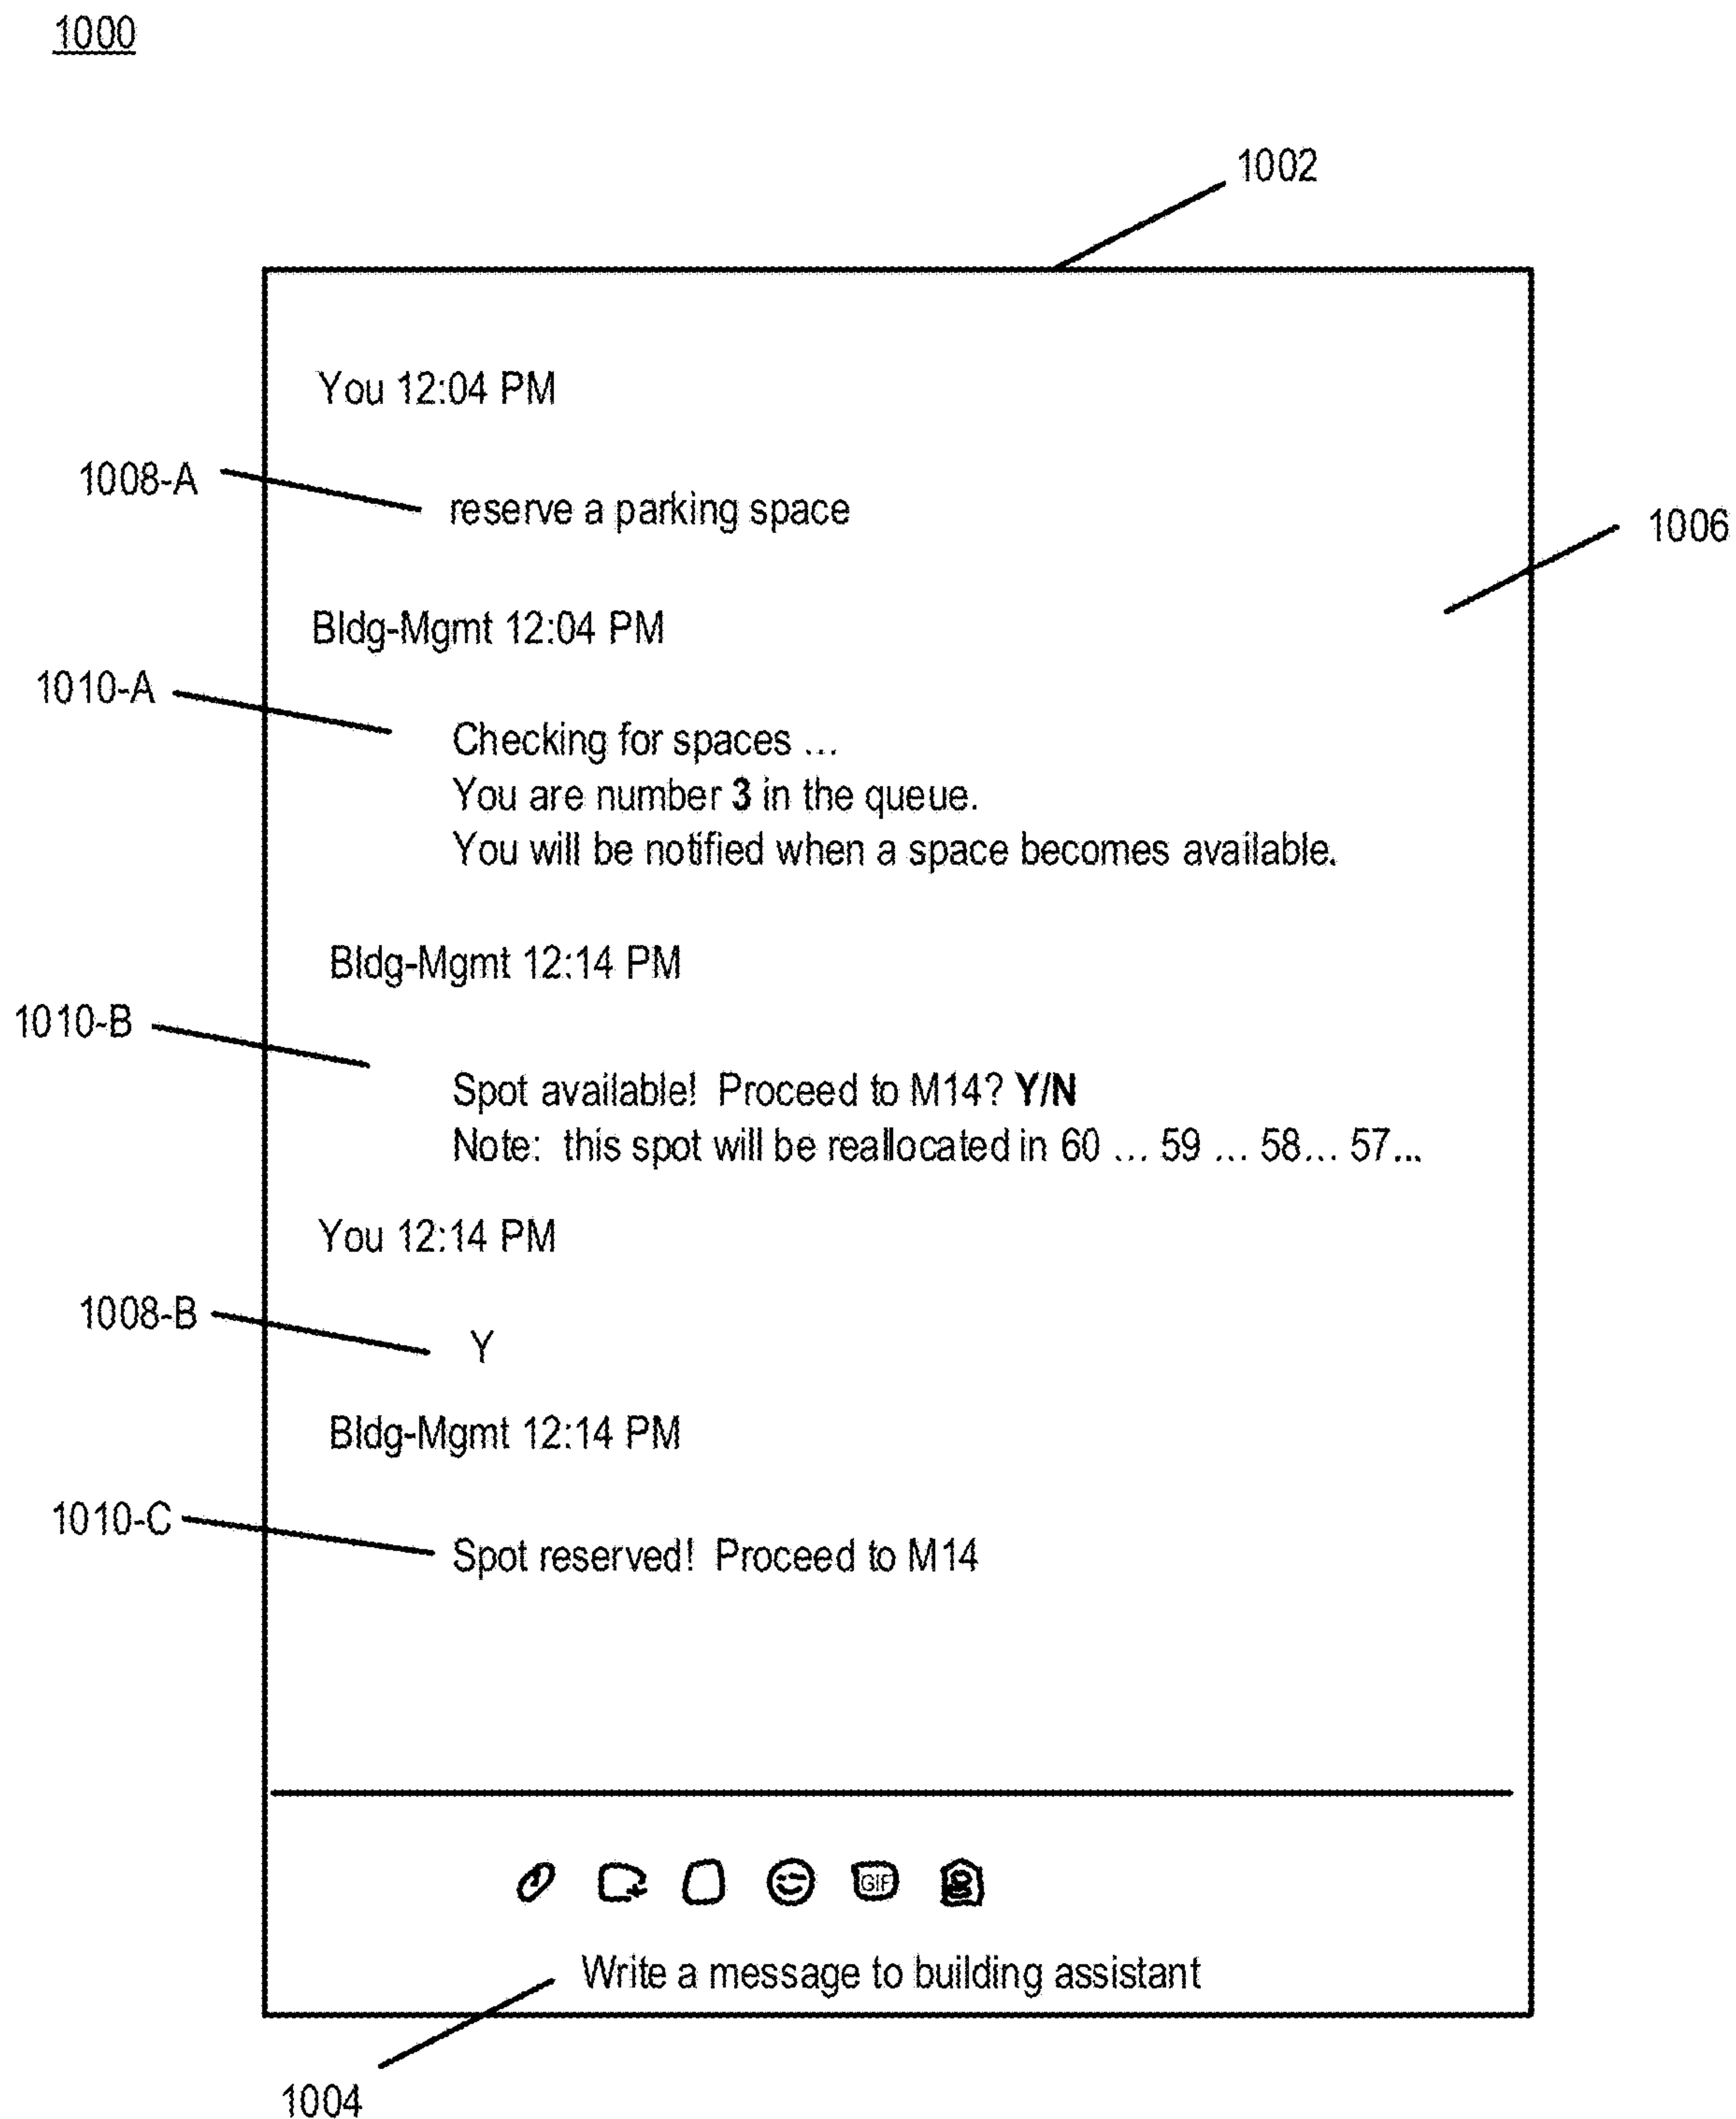 1000
1002
You 12:04 PM
1008-A
reserve a parking space
1006
Bldg-Mgmt 12:04 PM
1010-A
Checking for spaces ...
You are number 3 in the queue.
You will be notified when a space becomes available.
Bldg-Mgmt 12:14 PM
1010-B
Spot available! Proceed to M14? Y/N
Note: this spot will be reallocated in 60 ... 59 ... 58... 57...
You 12:14 PM
1008-B
Y
Bldg-Mgmt 12:14 PM
1010-C
Spot reserved! Proceed to M14
GIF
Write a message to building assistant
1004